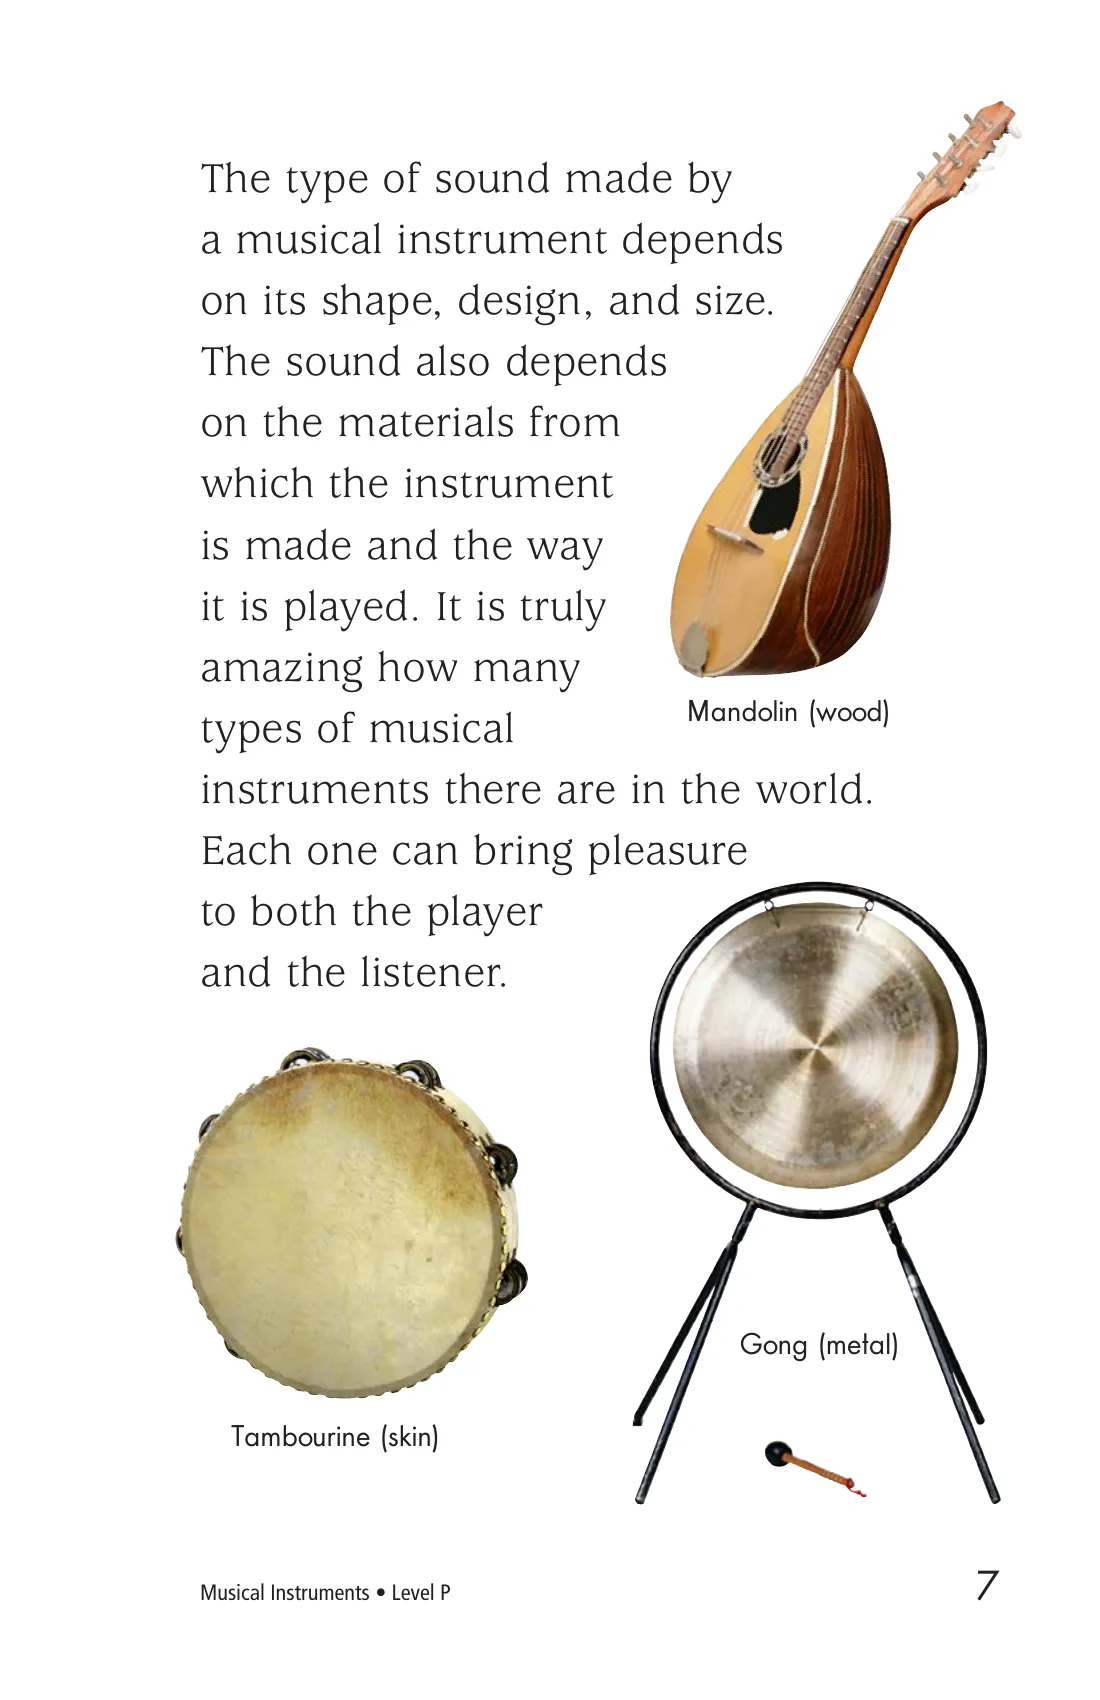 The type of sound made by
a musical instrument depends
on its shape, design, and size.
The sound also depends
on the materials from
which the instrument
is made and the way
it is played. It is truly
amazing how many
types of musical
instruments there are in the world.
Each one can bring pleasure
to both the player
and the listener.
Mandolin (wood)
Gong (metal)
Tambourine (skin)
Musical Instruments • Level P
7